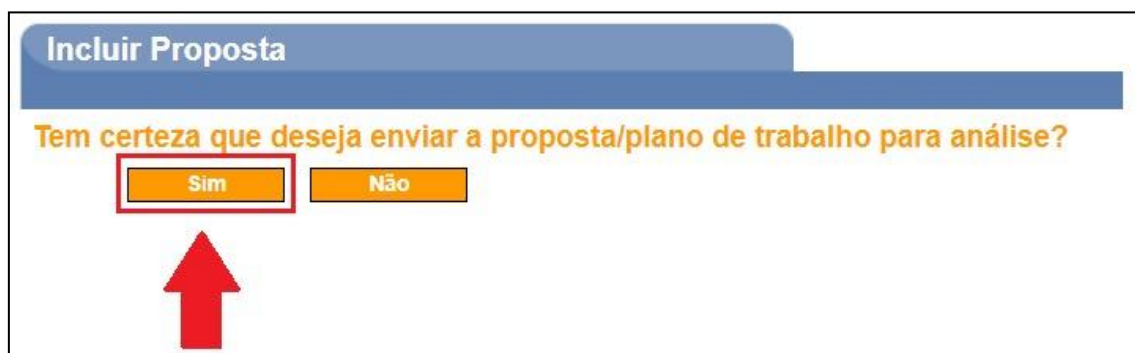 Incluir Proposta
Tem certeza que deseja enviar a proposta/plano de trabalho para análise?
Sim Não